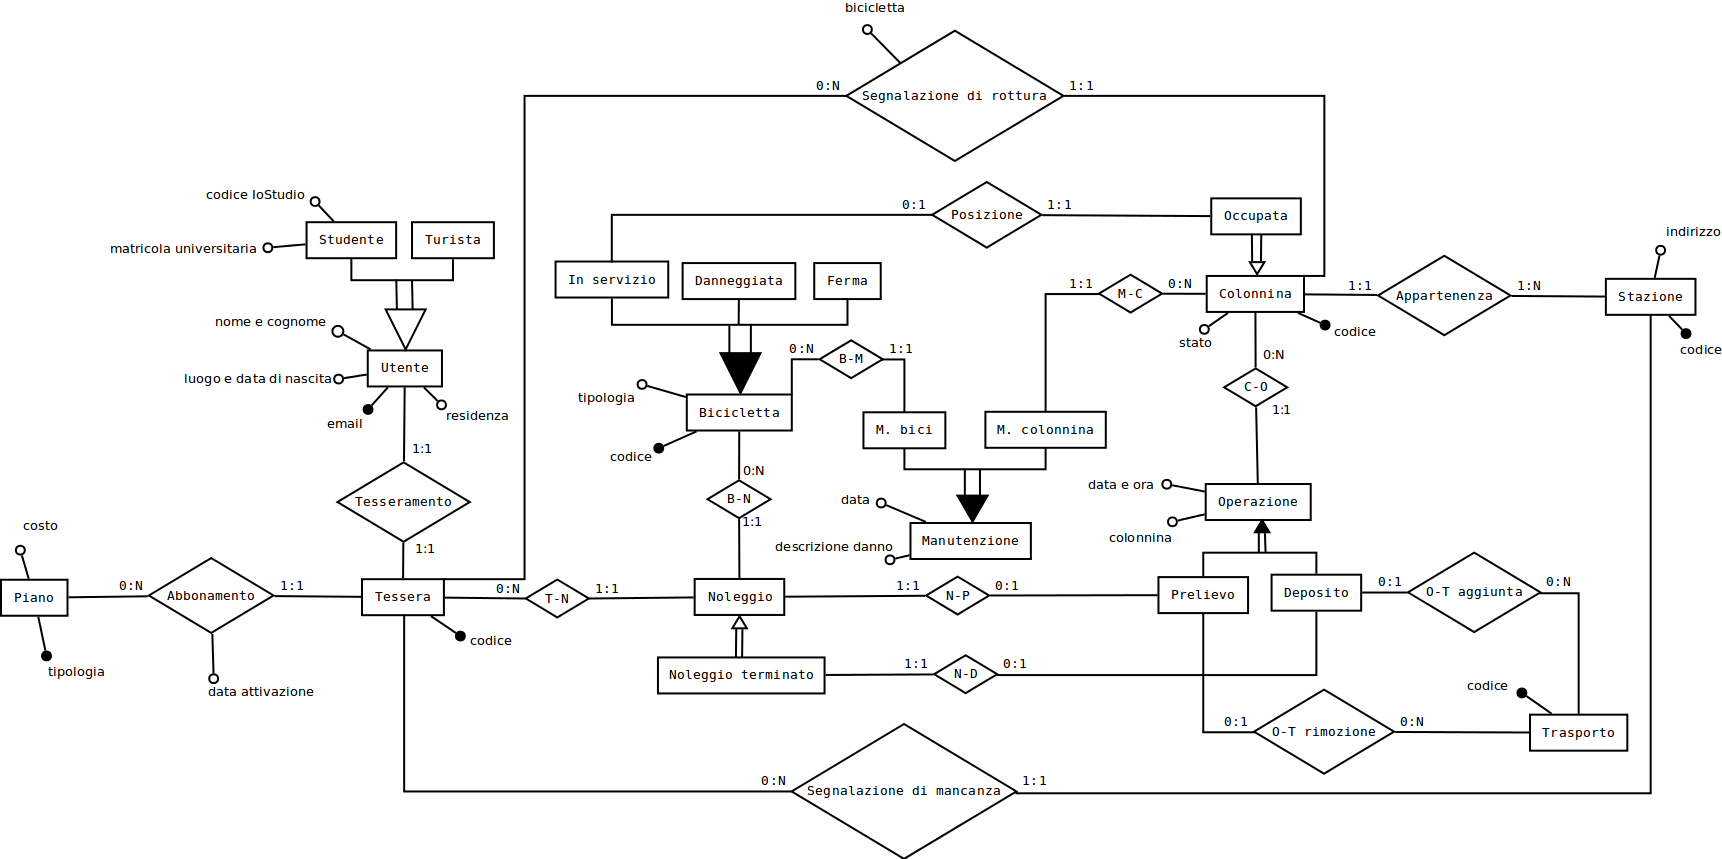 bicicletta
0:N
Segnalazione di rottura
1:1
codice IoStudio
matricola universitaria
Studente
Turista
0:1
Posizione
1:1
Occupata
indirizzo
In servizio
Danneggiata
Ferma
1:1
M-C
0:N
Colonnina
1:1
Appartenenza
1:N
Stazione
nome e cognome
stato
codice
codice
luogo e data di nascita
Utente
email
residenza
0:N
B-M
1:1
0:N
C-O
1:1
tipologia
Bicicletta
codice
M. bici
M. colonnina
1:1
Tesseramento
1:1
0:N
B-N
1:1
data
descrizione danno
Manutenzione
data e ora
colonnina
Operazione
costo
Piano
tipologia
0:N
Abbonamento
1:1
data attivazione
Tessera
codice
0:N
T-N
1:1
Noleggio
1:1
N-P
0:1
Prelievo
Deposito
0:1
O-T aggiunta
0:N
Noleggio terminato
1:1
N-D
0:1
codice
0:1
O-T rimozione
0:N
Trasporto
0:N
Segnalazione di mancanza
1:1